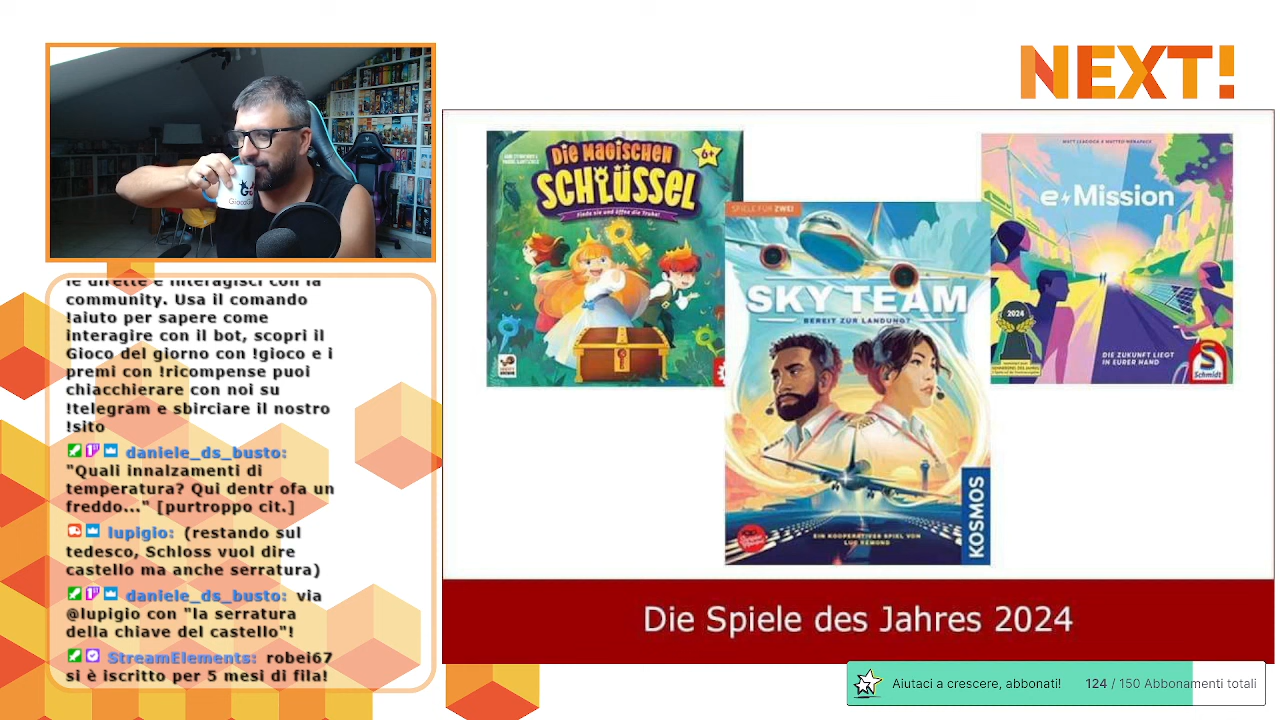 NEXT!
DIE MAGISCHEN
SCHLÜSSEL
6+
Finde sie und öffne die Truhe!
SPIELE FÜR ZWEI
SKY TEAM
BEREIT ZUR LANDUNG?
EIN KOOPERATIVES SPIEL VON
LUC REMOND
KOSMOS
MATT LEACOCK & MATTEO MENAPACE
e-Mission
2024
DIE ZUKUNFT LIEGT
IN EURER HAND
Schmidt
Die Spiele des Jahres 2024
le dirette e interagisci con la
community. Usa il comando
!aiuto per sapere come
interagire con il bot, scopri il
Gioco del giorno con !gioco e i
premi con !ricompense puoi
chiacchierare con noi su
!telegram e sbirciare il nostro
!sito
daniele_ds_busto:
"Quali innalzamenti di
temperatura? Qui dentr ofa un
freddo..." [purtroppo cit.]
lupigio: (restando sul
tedesco, Schloss vuol dire
castello ma anche serratura)
daniele_ds_busto: via
@lupigio con "la serratura
della chiave del castello"!
StreamElements: robei67
si è iscritto per 5 mesi di fila!
Aiutaci a crescere, abbonati! 124 / 150 Abbonamenti totali